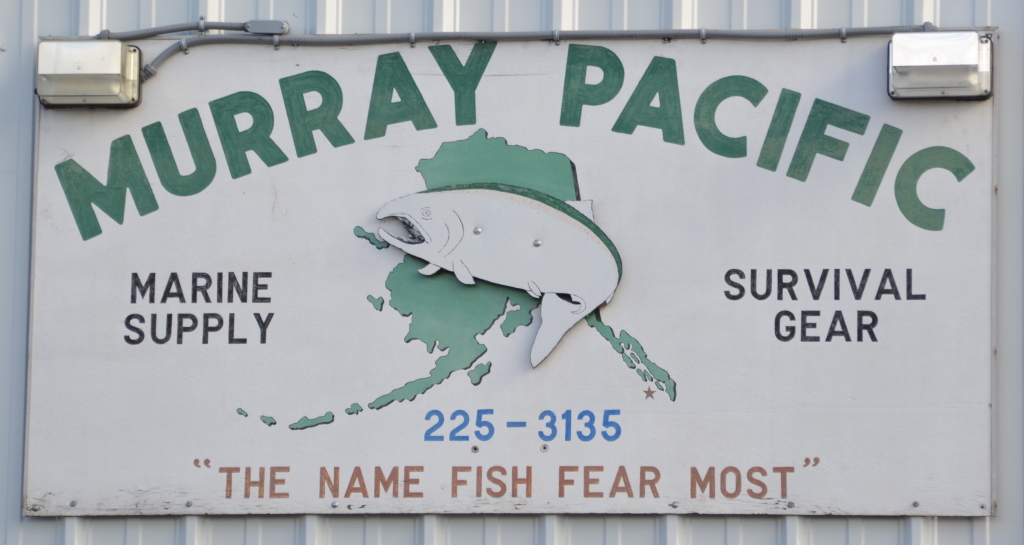 MURRAY PACIFIC
MARINE
SUPPLY
SURVIVAL
GEAR
225-3135
"THE NAME FISH FEAR MOST"